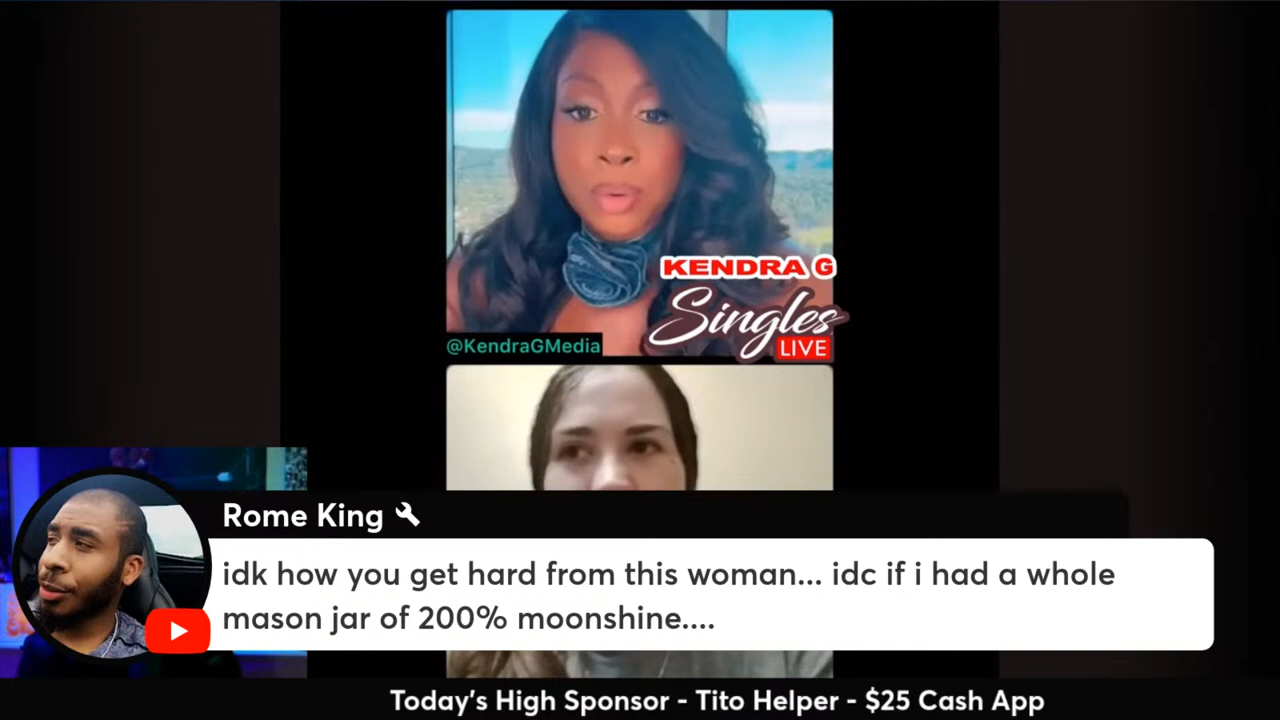 KENDRA G
Singles
LIVE
@KendraGMedia
Rome King
idk how you get hard from this woman... idc if i had a whole
mason jar of 200% moonshine....
Today's High Sponsor - Tito Helper - $25 Cash App